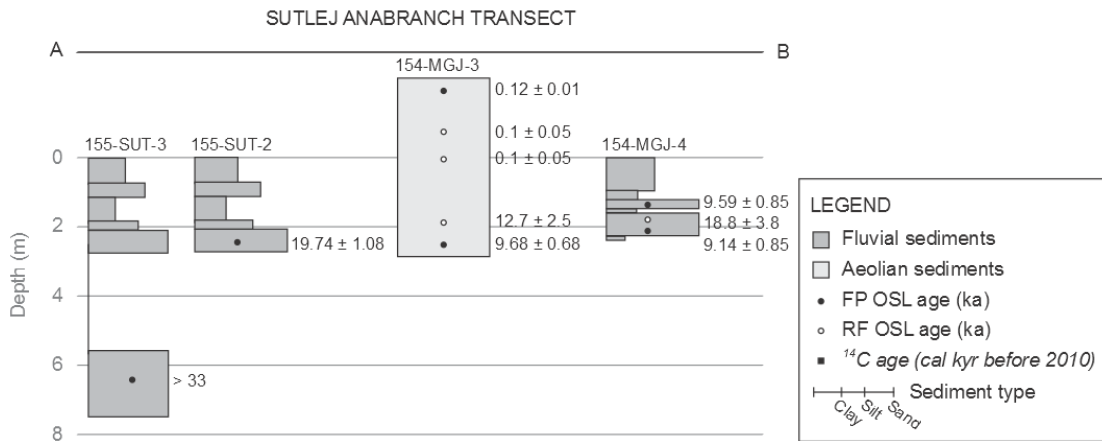 SUTLEJ ANABRANCH TRANSECT
A
B
154-MGJ-3
0.12 ± 0.01
0.1 ± 0.05
155-SUT-3
155-SUT-2
154-MGJ-4
0
0.1 ± 0.05
9.59 ± 0.85
12.7 ± 2.5
18.8 ± 3.8
2
19.74 ± 1.08
9.68 ± 0.68
9.14 ± 0.85
4
6
> 33
8
Depth (m)
LEGEND
Fluvial sediments
Aeolian sediments
FP OSL age (ka)
RF OSL age (ka)
¹⁴C age (cal kyr before 2010)
Sediment type
Clay
Silt
Sand